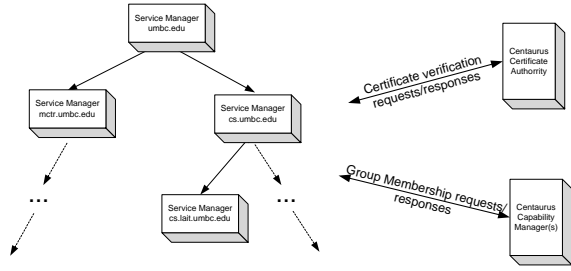 Service Manager
umbc.edu
Service Manager
mctr.umbc.edu
Service Manager
cs.umbc.edu
...
...
Service Manager
cs.lait.umbc.edu
Certificate verification
requests/responses
Centaurus
Certificate
Authorrity
Group Membership requests/
responses
Centaurus
Capability
Manager(s)